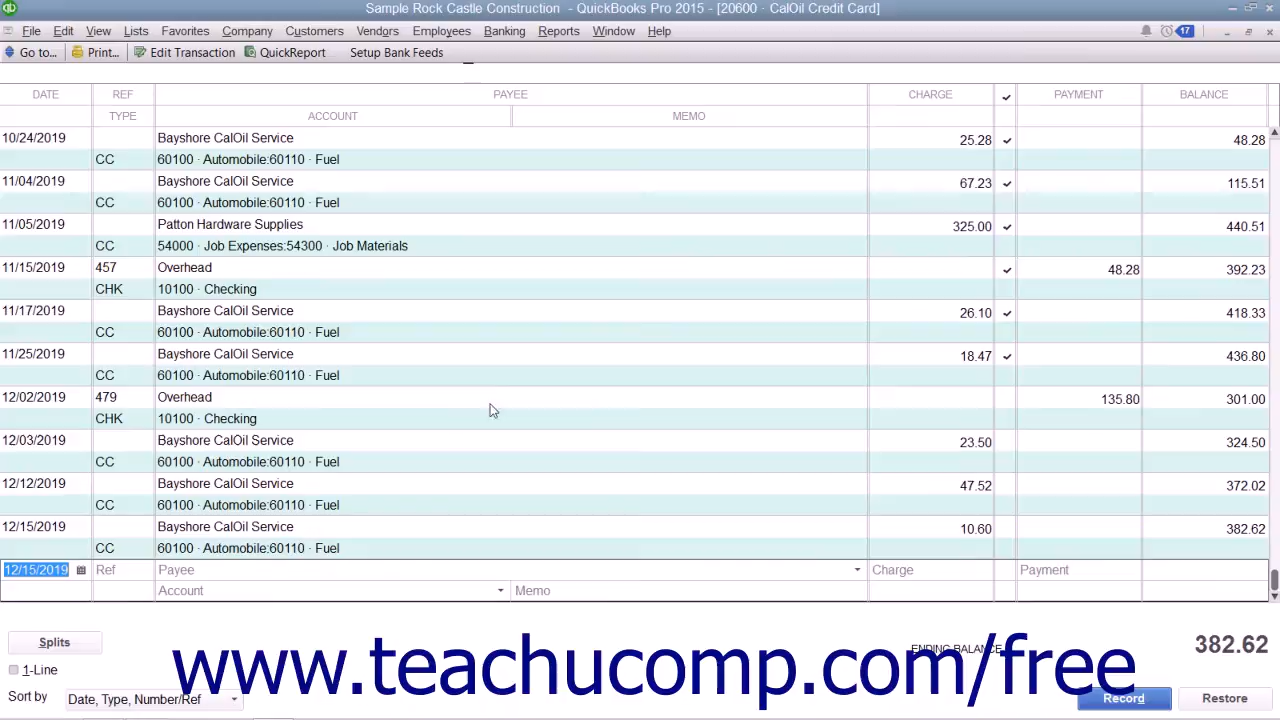 Sample Rock Castle Construction - QuickBooks Pro 2015 - [20600 · CalOil Credit Card]
File Edit View Lists Favorites Company Customers Vendors Employees Banking Reports Window Help 17
Go to... Print... Edit Transaction QuickReport Setup Bank Feeds
DATE REF PAYEE CHARGE ✓ PAYMENT BALANCE
TYPE ACCOUNT MEMO
10/24/2019 Bayshore CalOil Service 25.28 ✓ 48.28
CC 60100 · Automobile:60110 · Fuel
11/04/2019 Bayshore CalOil Service 67.23 ✓ 115.51
CC 60100 · Automobile:60110 · Fuel
11/05/2019 Patton Hardware Supplies 325.00 ✓ 440.51
CC 54000 · Job Expenses:54300 · Job Materials
11/15/2019 457 Overhead ✓ 48.28 392.23
CHK 10100 · Checking
11/17/2019 Bayshore CalOil Service 26.10 ✓ 418.33
CC 60100 · Automobile:60110 · Fuel
11/25/2019 Bayshore CalOil Service 18.47 ✓ 436.80
CC 60100 · Automobile:60110 · Fuel
12/02/2019 479 Overhead 135.80 301.00
CHK 10100 · Checking
12/03/2019 Bayshore CalOil Service 23.50 324.50
CC 60100 · Automobile:60110 · Fuel
12/12/2019 Bayshore CalOil Service 47.52 372.02
CC 60100 · Automobile:60110 · Fuel
12/15/2019 Bayshore CalOil Service 10.60 382.62
CC 60100 · Automobile:60110 · Fuel
12/15/2019 Ref Payee Charge Payment
Account Memo
Splits ENDING BALANCE 382.62
1-Line
www.teachucomp.com/free
Sort by Date, Type, Number/Ref Record Restore